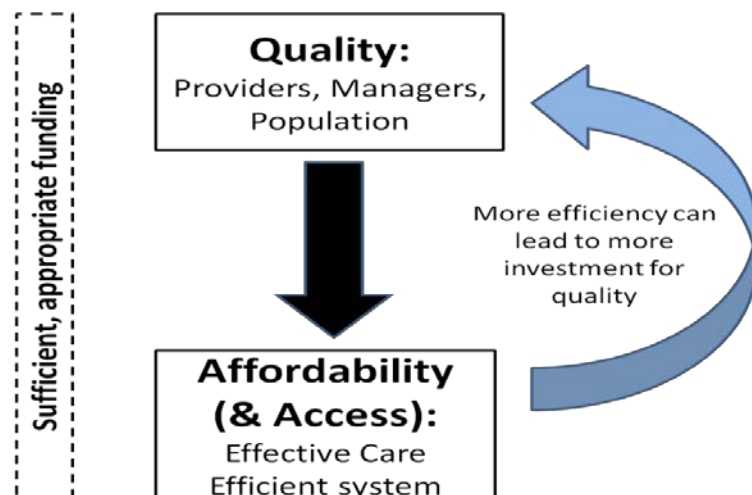 Sufficient, appropriate funding
Quality:
Providers, Managers,
Population
More efficiency can
lead to more
investment for
quality
Affordability
(& Access):
Effective Care
Efficient system